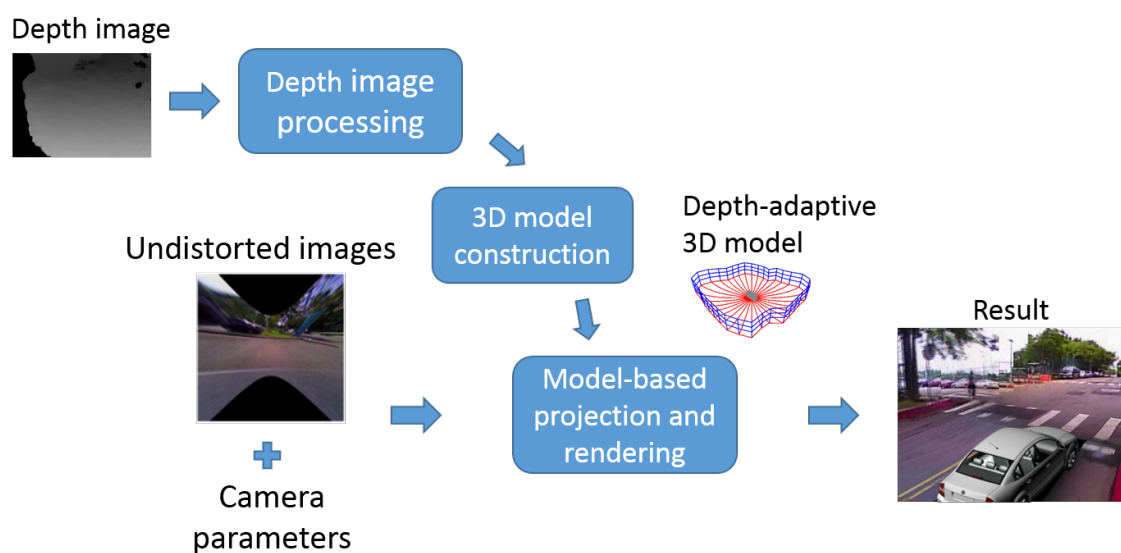 Depth image
Depth image
processing
3D model
construction
Depth-adaptive
3D model
Undistorted images
Result
Model-based
projection and
rendering
Camera
parameters